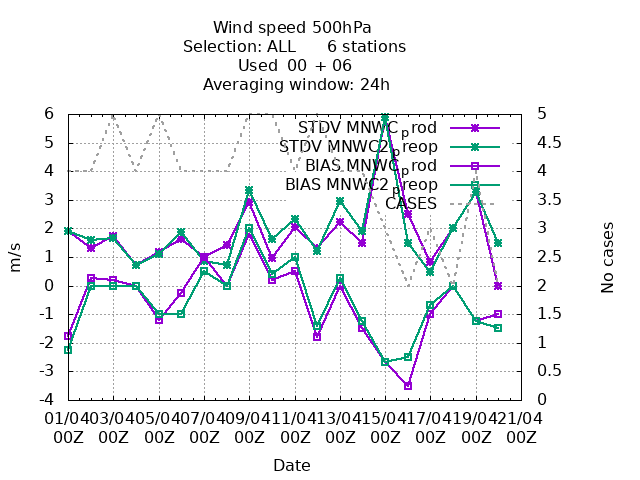 Wind speed 500hPa
Selection: ALL 6 stations
Used 00 + 06
Averaging window: 24h
STDV MNWC_prod
STDV MNWC2_preop
BIAS MNWC_prod
BIAS MNWC2_preop
CASES
6
5
4
3
2
1
0
-1
-2
-3
-4
m/s
5
4.5
4
3.5
3
2.5
2
1.5
1
0.5
0
No cases
01/04 03/04 05/04 07/04 09/04 11/04 13/04 15/04 17/04 19/04 21/04
00Z 00Z 00Z 00Z 00Z 00Z 00Z 00Z 00Z 00Z 00Z
Date